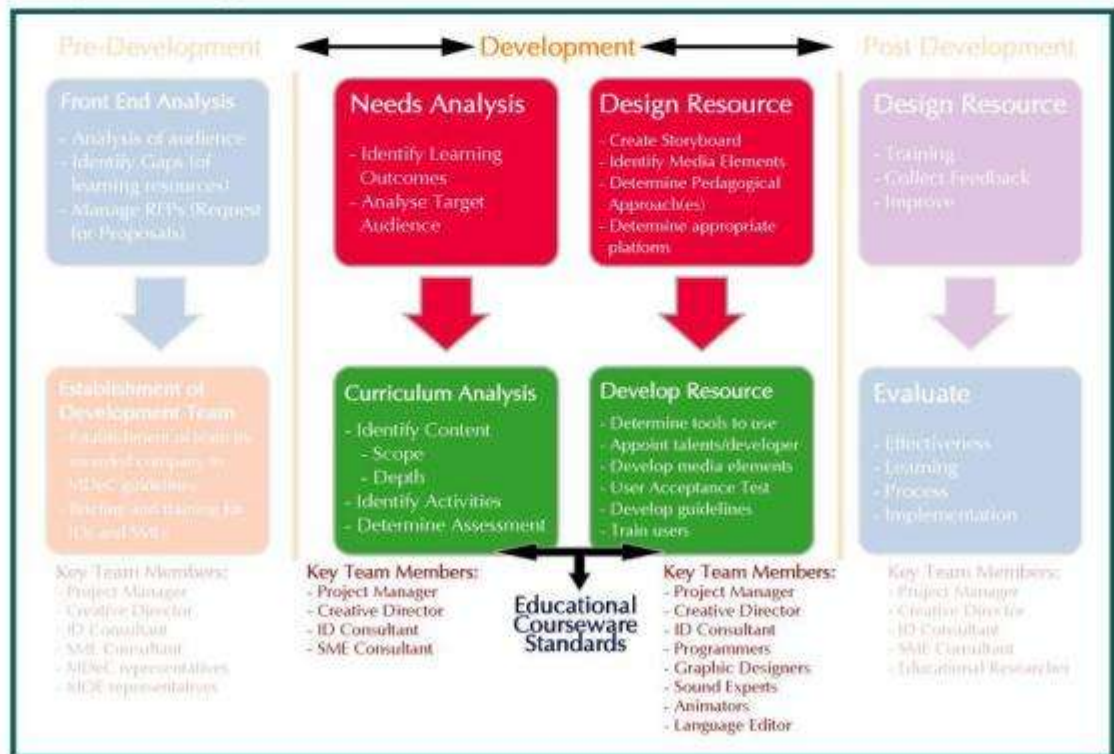 Pre-Development
Development
Post Development
Front End Analysis
- Analysis of audience
- Identify Gaps (of
learning resources)
- Manage RFPs (Request
for Proposals)
Needs Analysis
- Identify Learning
Outcomes
- Analyse Target
Audience
Design Resource
- Create Storyboard
- Identify Media Elements
- Determine Pedagogical
Approach(es)
- Determine appropriate
platform
Design Resource
- Training
- Collect Feedback
- Improve
Establishment of
Development Team
- Establishment of team by
awarded company to
MDeC guidelines
- Briefing and training for
IDs and SMEs
Curriculum Analysis
- Identify Content
- Scope
- Depth
- Identify Activities
- Determine Assessment
Develop Resource
- Determine tools to use
- Appoint talents/developer
- Develop media elements
- User Acceptance Test
- Develop guidelines
- Train users
Evaluate
- Effectiveness
- Learning
- Process
- Implementation
Key Team Members:
- Project Manager
- Creative Director
- ID Consultant
- SME Consultant
- MDeC representatives
- MOE representatives
Key Team Members:
- Project Manager
- Creative Director
- ID Consultant
- SME Consultant
Educational
Courseware
Standards
Key Team Members:
- Project Manager
- Creative Director
- ID Consultant
- Programmers
- Graphic Designers
- Sound Experts
- Animators
- Language Editor
Key Team Members:
- Project Manager
- Creative Director
- ID Consultant
- SME Consultant
- Educational Researcher